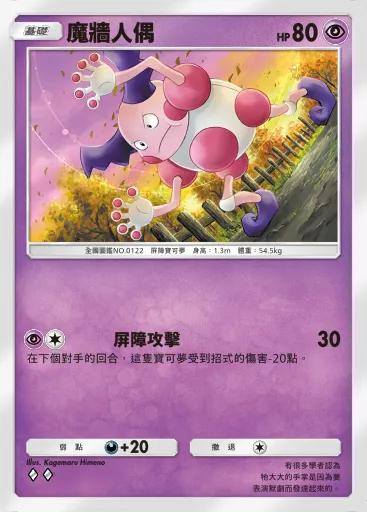 基礎 魔牆人偶 HP 80
全國圖鑑NO.0122 屏障寶可夢 身高：1.3m 體重：54.5kg
屏障攻擊 30
在下個對手的回合，這隻寶可夢受到招式的傷害-20點。
弱點 +20 撤退
Illus. Kagemaru Himeno
有很多學者認為
牠大大的手掌是因為要
表演默劇而發達起來的。